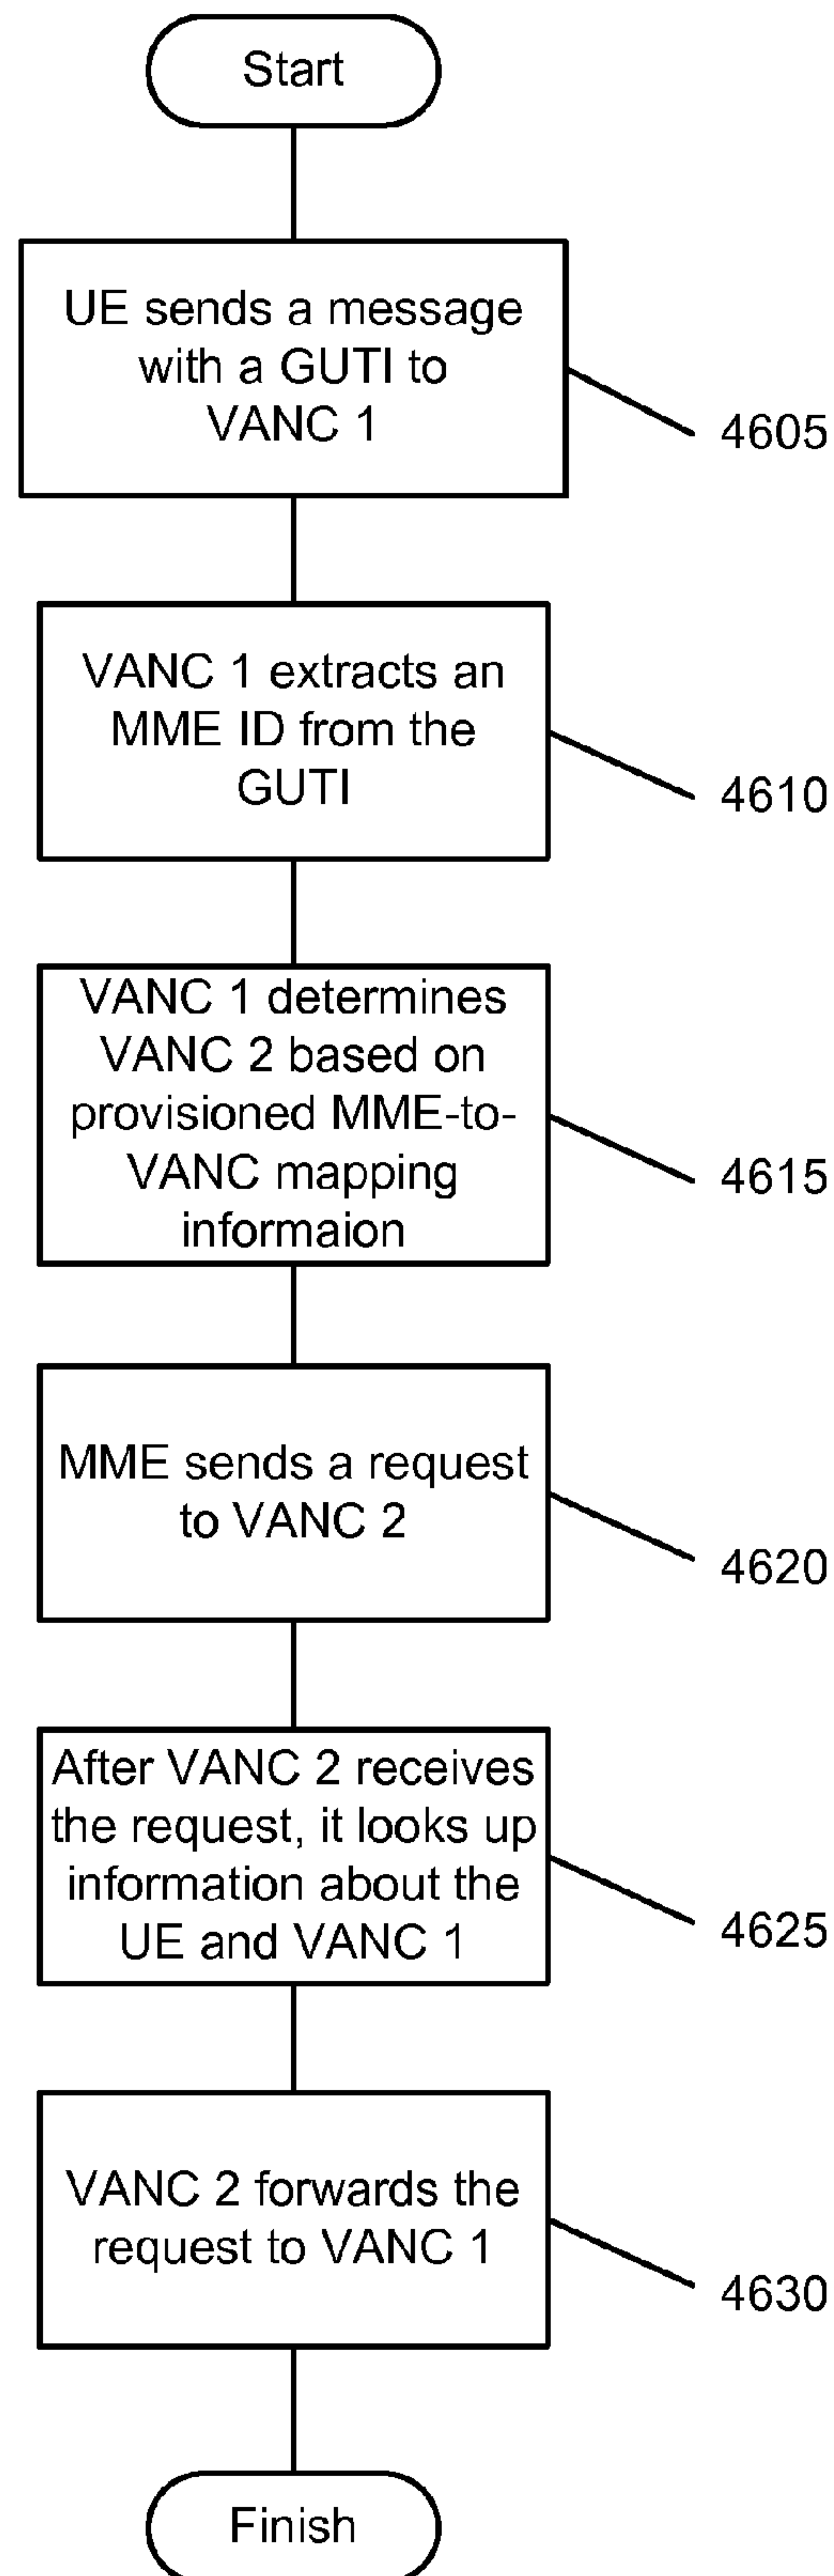 Start
UE sends a message
with a GUTI to
VANC 1
4605
VANC 1 extracts an
MME ID from the
GUTI
4610
VANC 1 determines
VANC 2 based on
provisioned MME-to-
VANC mapping
informaion
4615
MME sends a request
to VANC 2
4620
After VANC 2 receives
the request, it looks up
information about the
UE and VANC 1
4625
VANC 2 forwards the
request to VANC 1
4630
Finish